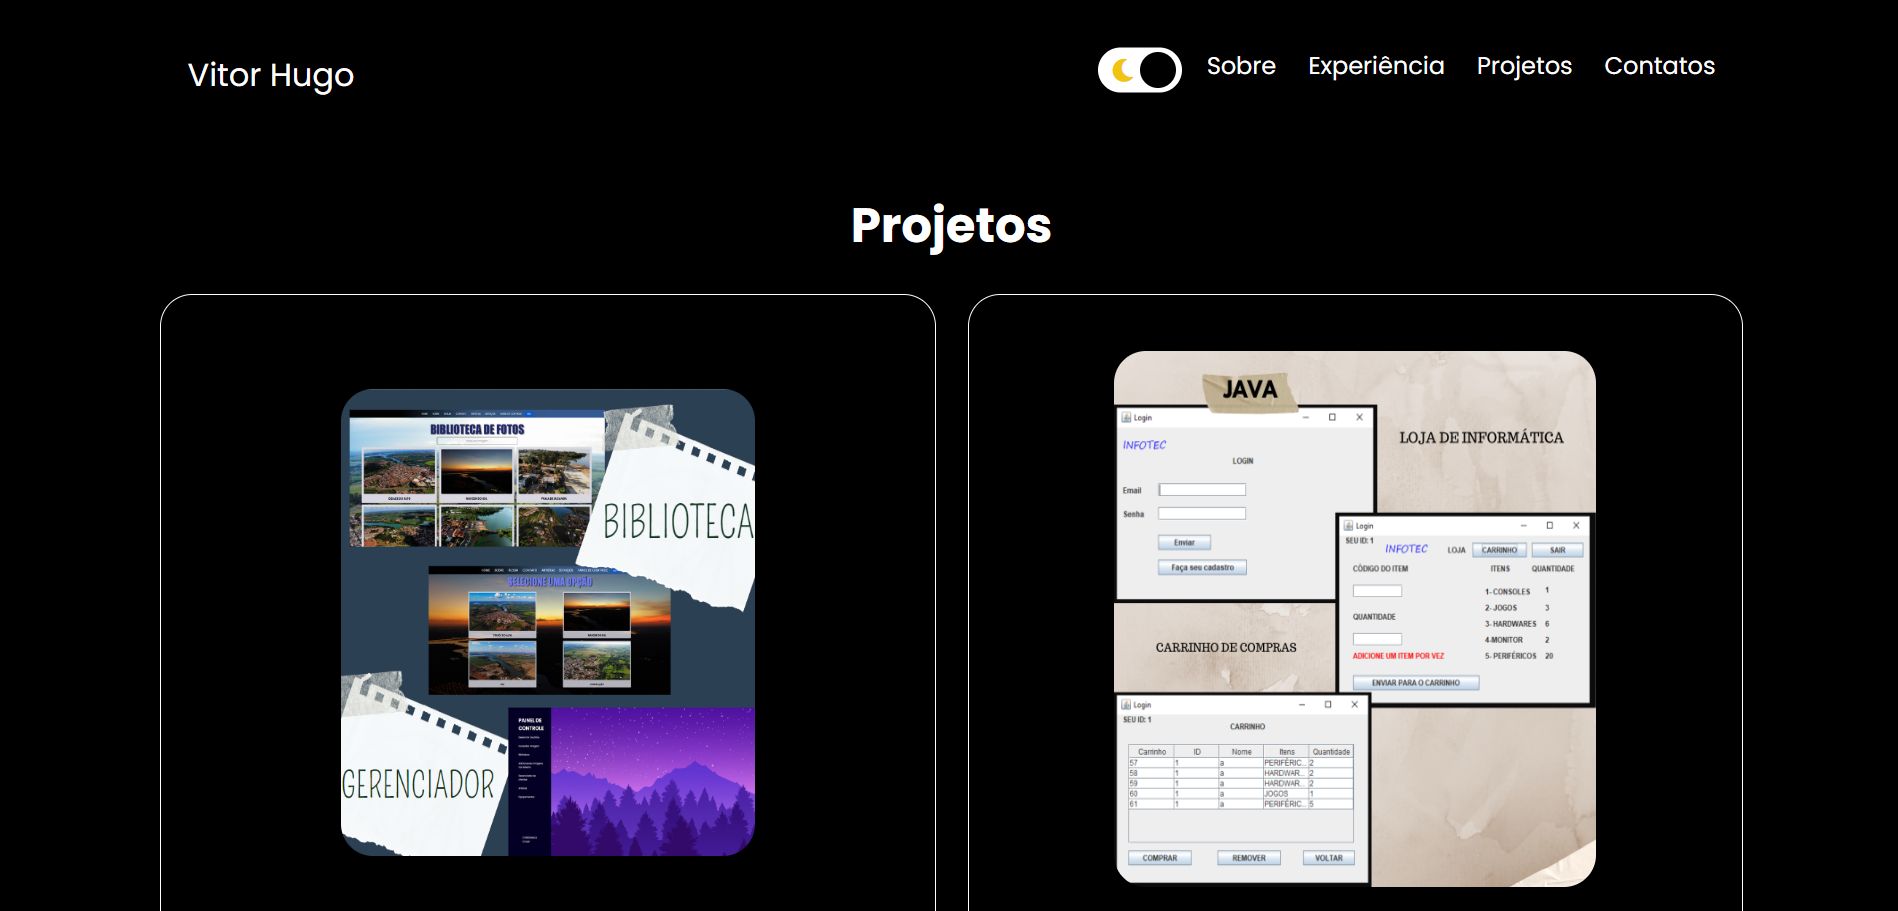 Vitor Hugo
Sobre
Experiência
Projetos
Contatos
Projetos
BIBLIOTECA DE FOTOS
BIBLIOTECA
SELECIONE UMA OPÇÃO
GERENCIADOR
PAINEL DE
CONTROLE
JAVA
LOJA DE INFORMÁTICA
Login
INFOTEC
LOGIN
Email
Senha
Enviar
Faça seu cadastro
Login
SEU ID: 1
INFOTEC
LOJA
CARRINHO
SAIR
CÓDIGO DO ITEM
ITENS
QUANTIDADE
1- CONSOLES 1
2- JOGOS 3
3- HARDWARES 6
4-MONITOR 2
5- PERIFÉRICOS 20
QUANTIDADE
ADICIONE UM ITEM POR VEZ
ENVIAR PARA O CARRINHO
CARRINHO DE COMPRAS
Login
SEU ID: 1
CARRINHO
Carrinho ID Nome Itens Quantidade
57 1 a PERIFÉRIC... 2
58 1 a HARDWAR... 2
59 1 a HARDWAR... 2
60 1 a JOGOS 1
61 1 a PERIFÉRIC... 5
COMPRAR
REMOVER
VOLTAR